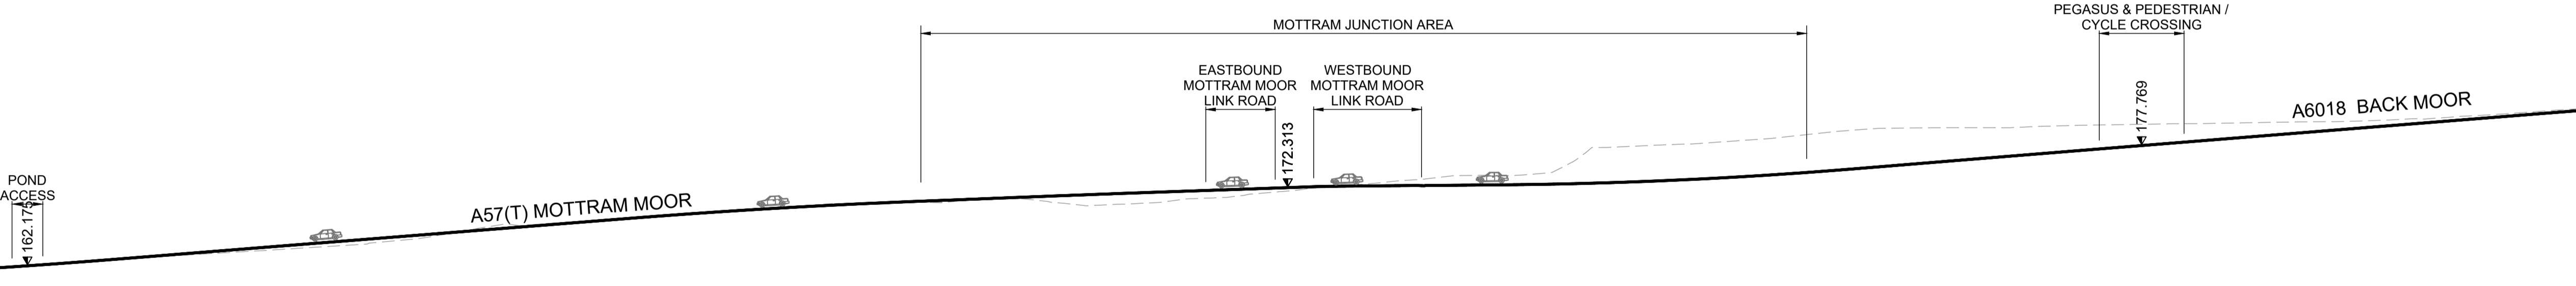 MOTTRAM JUNCTION AREA
PEGASUS & PEDESTRIAN /
CYCLE CROSSING
EASTBOUND
MOTTRAM MOOR
LINK ROAD
WESTBOUND
MOTTRAM MOOR
LINK ROAD
172.313
177.769
A6018 BACK MOOR
POND
ACCESS
162.175
A57(T) MOTTRAM MOOR